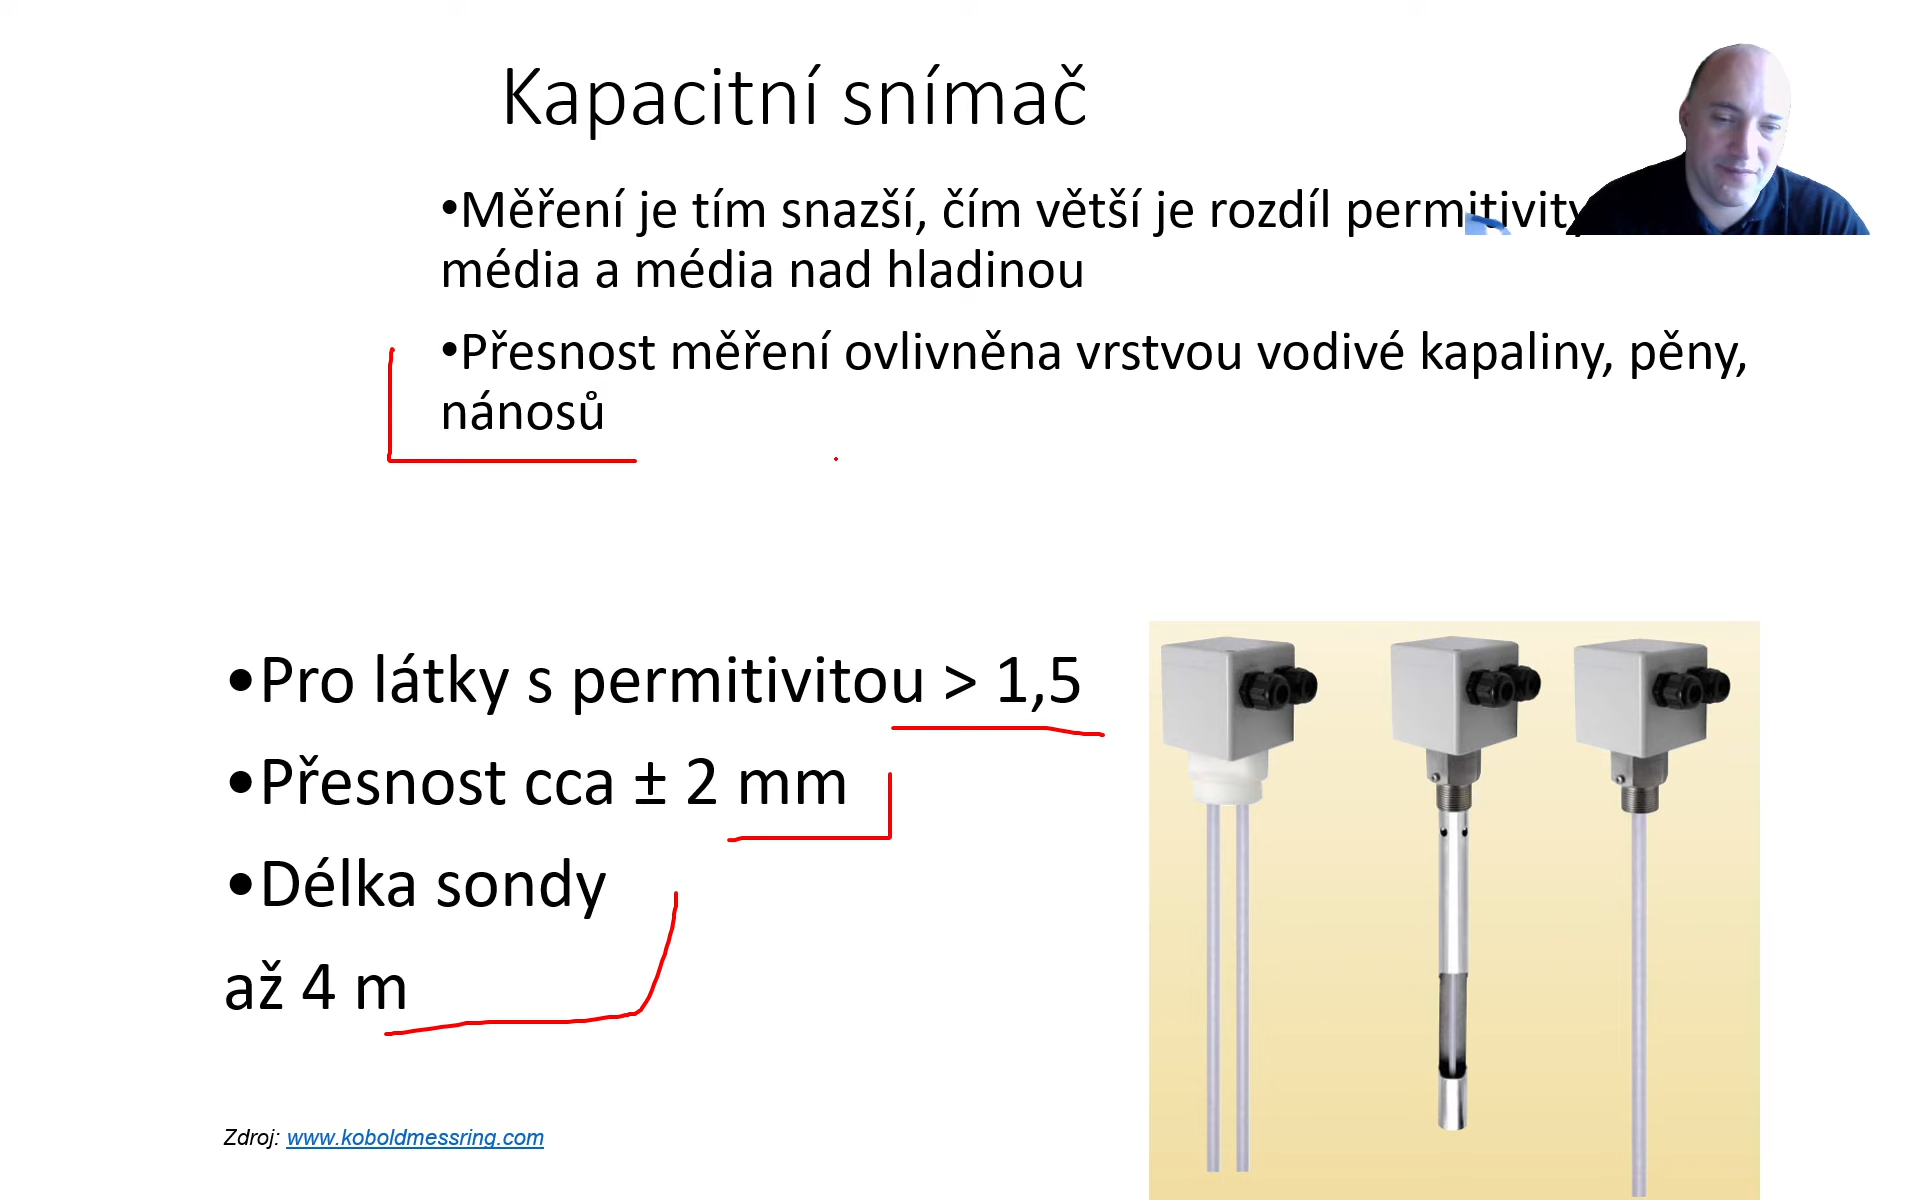 Kapacitní snímač
•Měření je tím snazší, čím větší je rozdíl permitivity
média a média nad hladinou
•Přesnost měření ovlivněna vrstvou vodivé kapaliny, pěny,
nánosů
•Pro látky s permitivitou > 1,5
•Přesnost cca ± 2 mm
•Délka sondy
až 4 m
Zdroj: www.koboldmessring.com